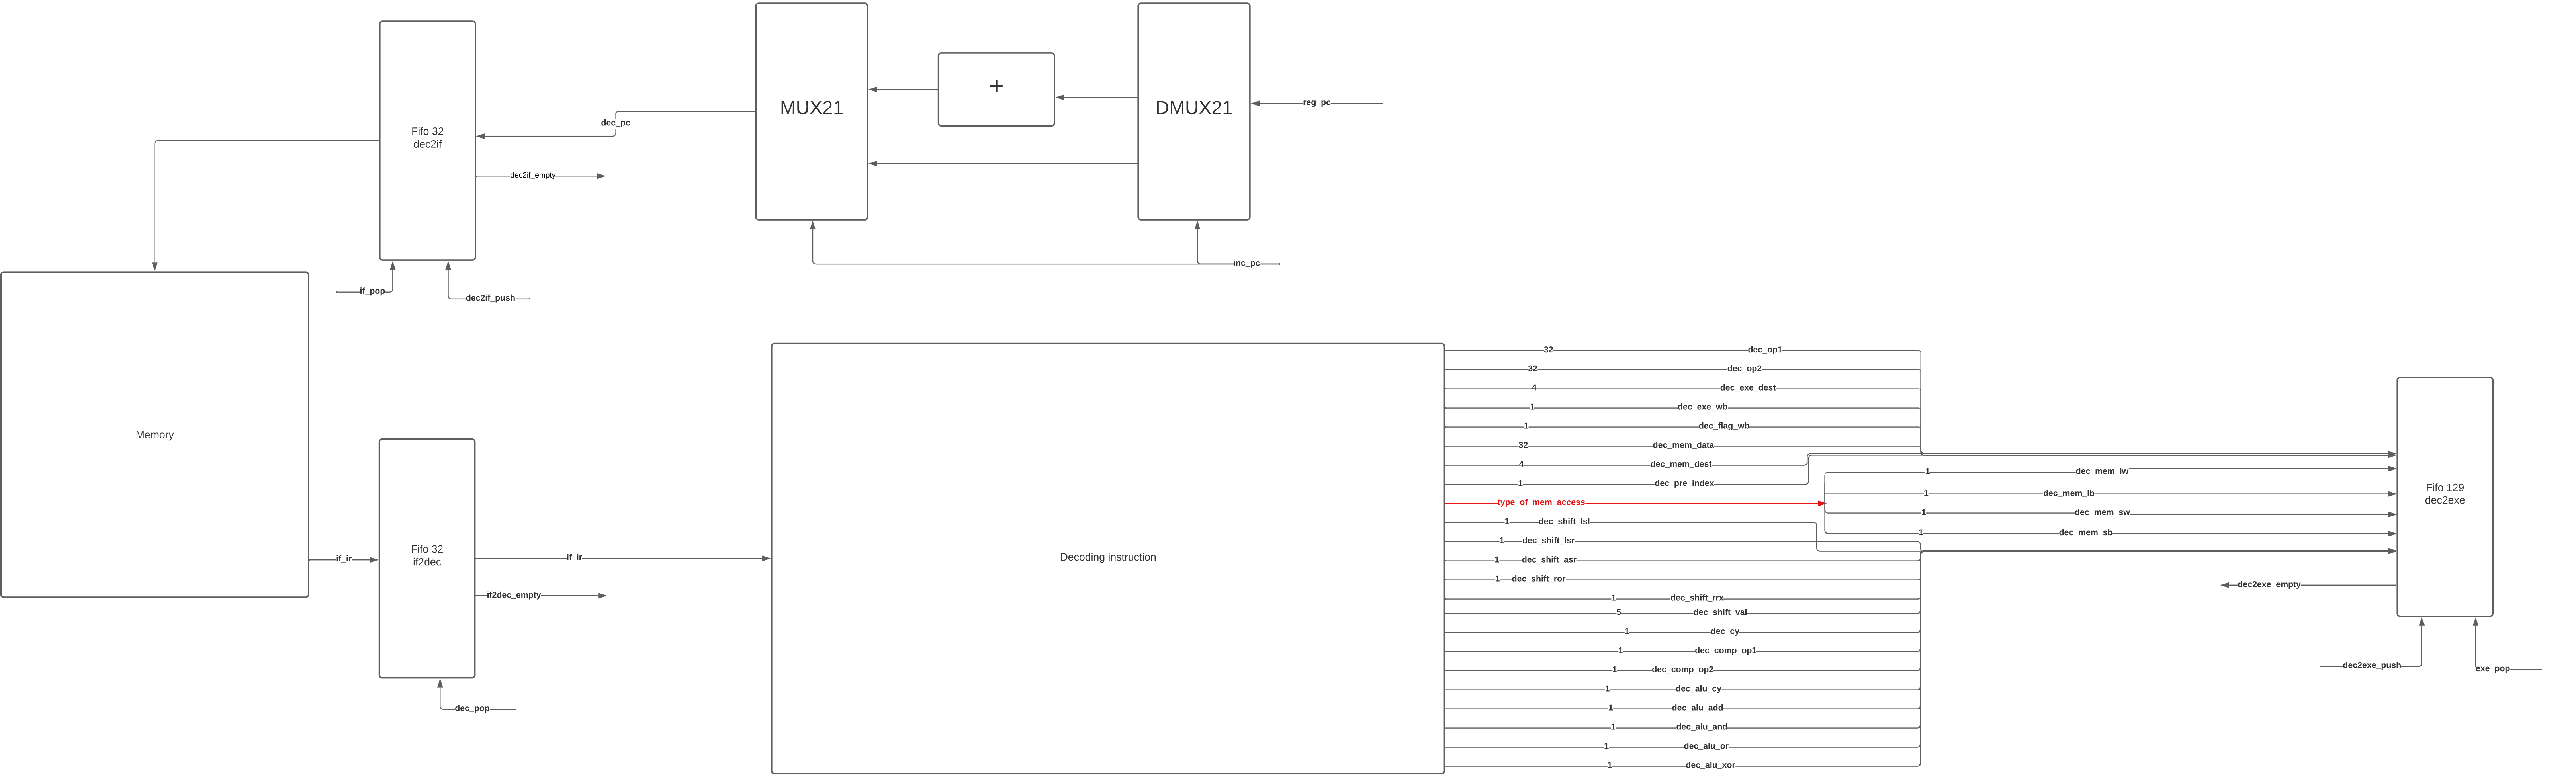 Fifo 32
dec2if
MUX21
+
DMUX21
reg_pc
dec_pc
dec2if_empty
inc_pc
if_pop
dec2if_push
Memory
if_ir
Fifo 32
if2dec
if_ir
if2dec_empty
dec_pop
Decoding instruction
32 dec_op1
32 dec_op2
4 dec_exe_dest
1 dec_exe_wb
1 dec_flag_wb
32 dec_mem_data
4 dec_mem_dest
1 dec_pre_index
type_of_mem_access
1 dec_mem_lw
1 dec_mem_lb
1 dec_mem_sw
1 dec_mem_sb
1 dec_shift_lsl
1 dec_shift_lsr
1 dec_shift_asr
1 dec_shift_ror
1 dec_shift_rrx
5 dec_shift_val
1 dec_cy
1 dec_comp_op1
1 dec_comp_op2
1 dec_alu_cy
1 dec_alu_add
1 dec_alu_and
1 dec_alu_or
1 dec_alu_xor
Fifo 129
dec2exe
dec2exe_empty
dec2exe_push
exe_pop